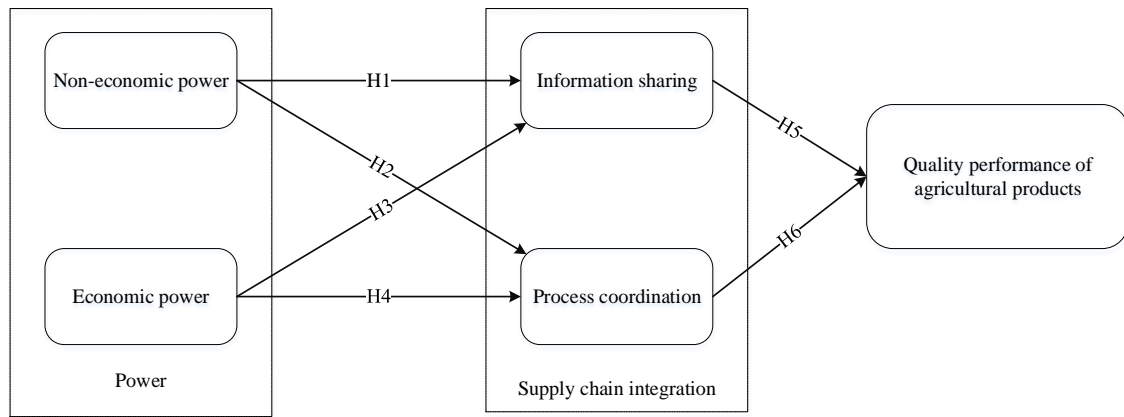 Non-economic power
H1
Information sharing
H2
H3
H5
Quality performance of
agricultural products
H6
Economic power
H4
Process coordination
Power
Supply chain integration